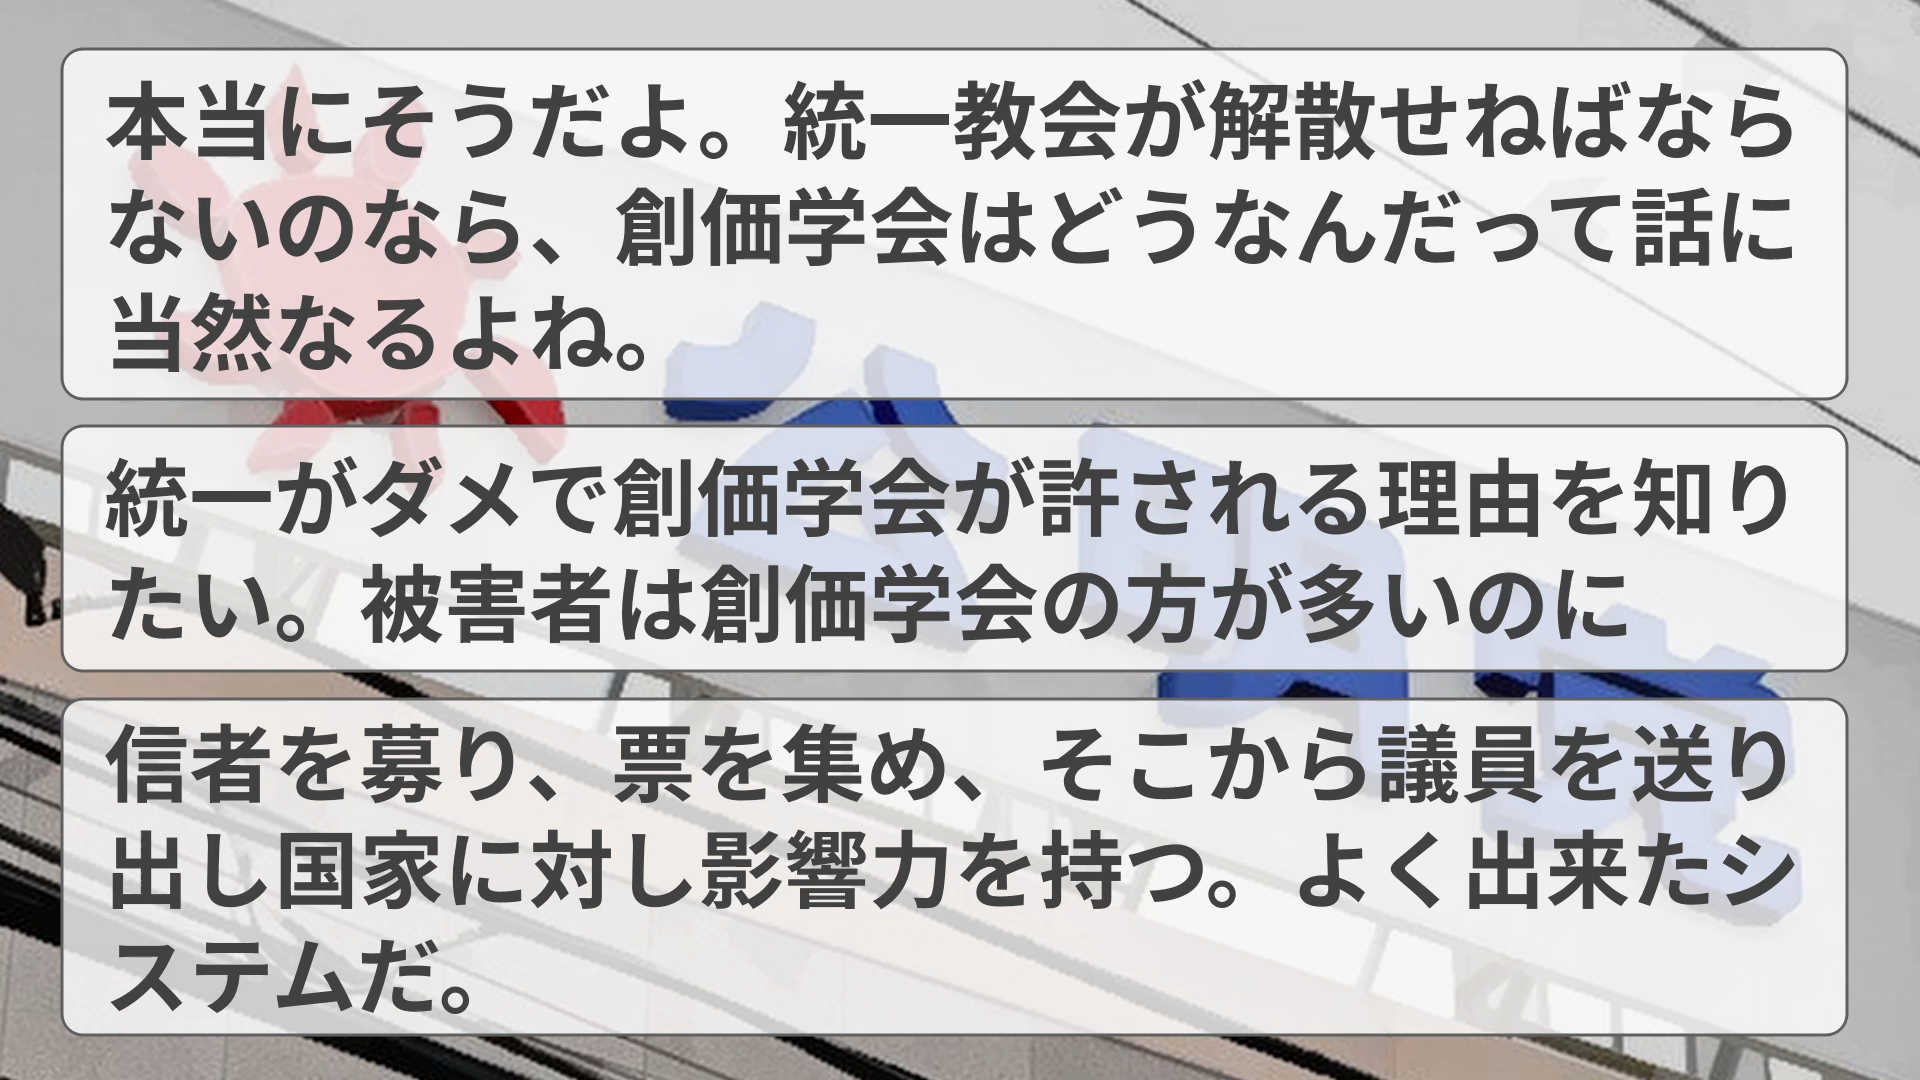 本当にそうだよ。統一教会が解散せねばなら
ないのなら、創価学会はどうなんだって話に
当然なるよね。
統一がダメで創価学会が許される理由を知り
たい。被害者は創価学会の方が多いのに
信者を募り、票を集め、そこから議員を送り
出し国家に対し影響力を持つ。よく出来たシ
ステムだ。
公明党